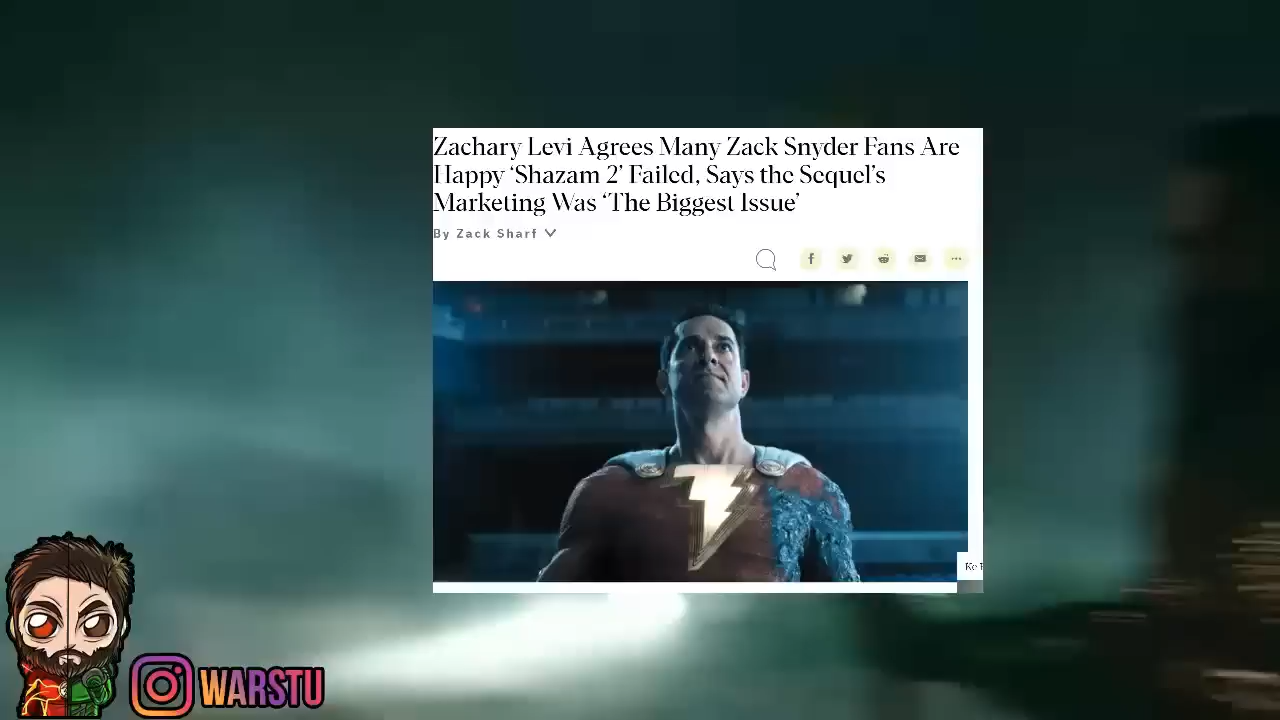 Zachary Levi Agrees Many Zack Snyder Fans Are
Happy ‘Shazam 2’ Failed, Says the Sequel’s
Marketing Was ‘The Biggest Issue’
By Zack Sharf
WARSTU